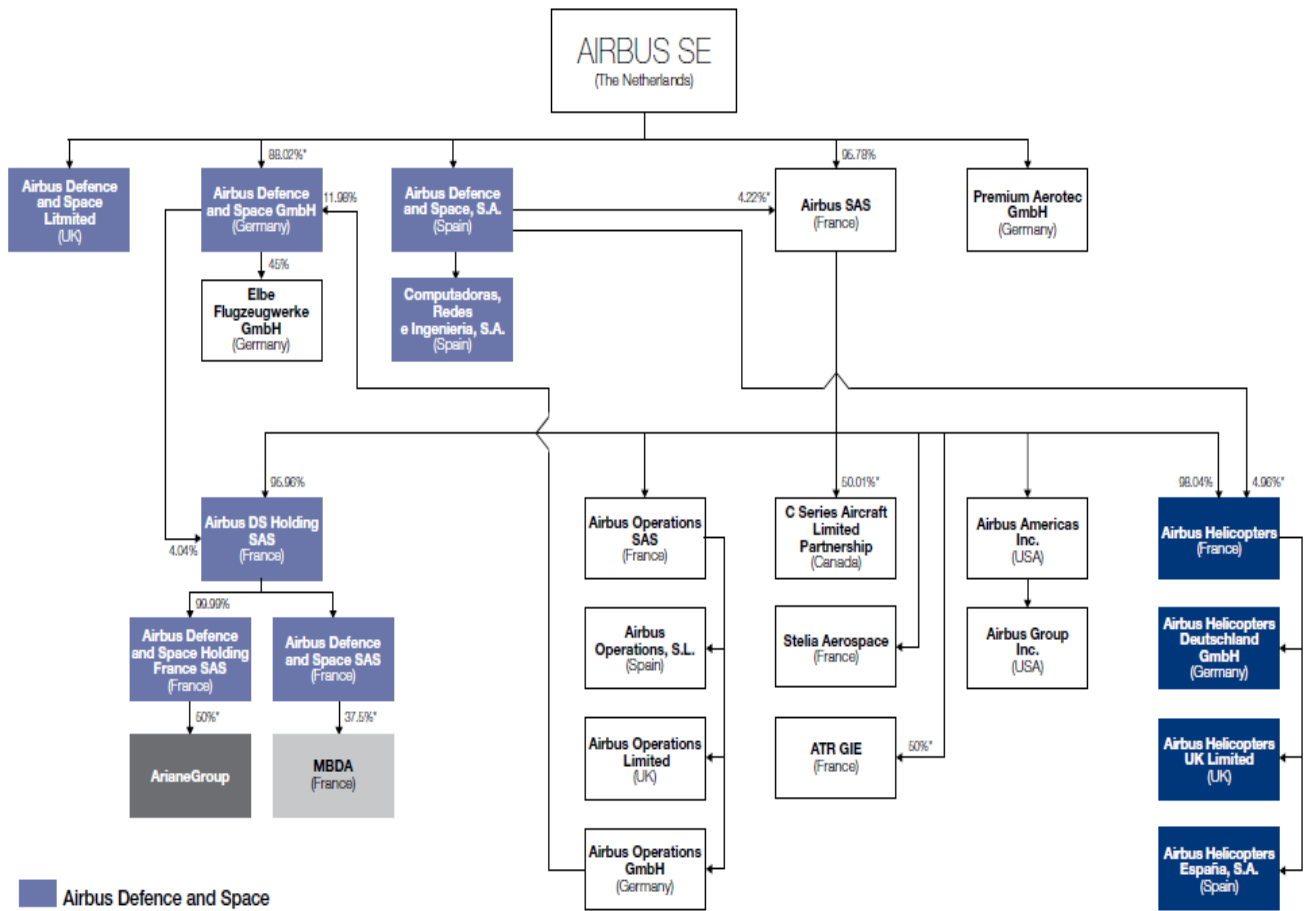 AIRBUS SE
(The Netherlands)
88.02%*
95.78%
Airbus Defence
and Space
Litmited
(UK)
Airbus Defence
and Space GmbH
(Germany)
11.98%
Airbus Defence
and Space, S.A.
(Spain)
4.22%*
Airbus SAS
(France)
Premium Aerotec
GmbH
(Germany)
45%
Elbe
Flugzeugwerke
GmbH
(Germany)
Computadoras,
Redes
e Ingenieria, S.A.
(Spain)
95.96%
50.01%*
98.04%
4.96%*
Airbus DS Holding
SAS
(France)
4.04%
Airbus Operations
SAS
(France)
C Series Aircraft
Limited
Partnership
(Canada)
Airbus Americas
Inc.
(USA)
Airbus Helicopters
(France)
99.99%
Airbus Defence
and Space Holding
France SAS
(France)
Airbus Defence
and Space SAS
(France)
Airbus
Operations, S.L.
(Spain)
Stelia Aerospace
(France)
Airbus Group
Inc.
(USA)
Airbus Helicopters
Deutschland
GmbH
(Germany)
50%*
37.5%*
ArianeGroup
MBDA
(France)
Airbus Operations
Limited
(UK)
ATR GIE
(France)
50%*
Airbus Helicopters
UK Limited
(UK)
Airbus Operations
GmbH
(Germany)
Airbus Helicopters
España, S.A.
(Spain)
Airbus Defence and Space